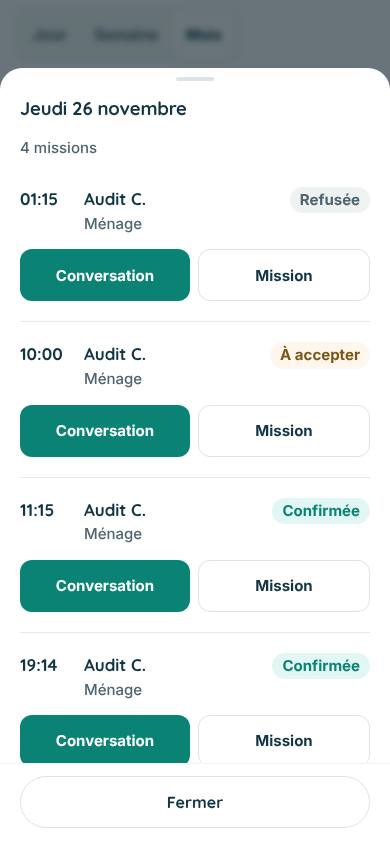 Jour Semaine Mois
Jeudi 26 novembre
4 missions
01:15 Audit C. Refusée
Ménage
Conversation Mission
10:00 Audit C. À accepter
Ménage
Conversation Mission
11:15 Audit C. Confirmée
Ménage
Conversation Mission
19:14 Audit C. Confirmée
Ménage
Conversation Mission
Fermer